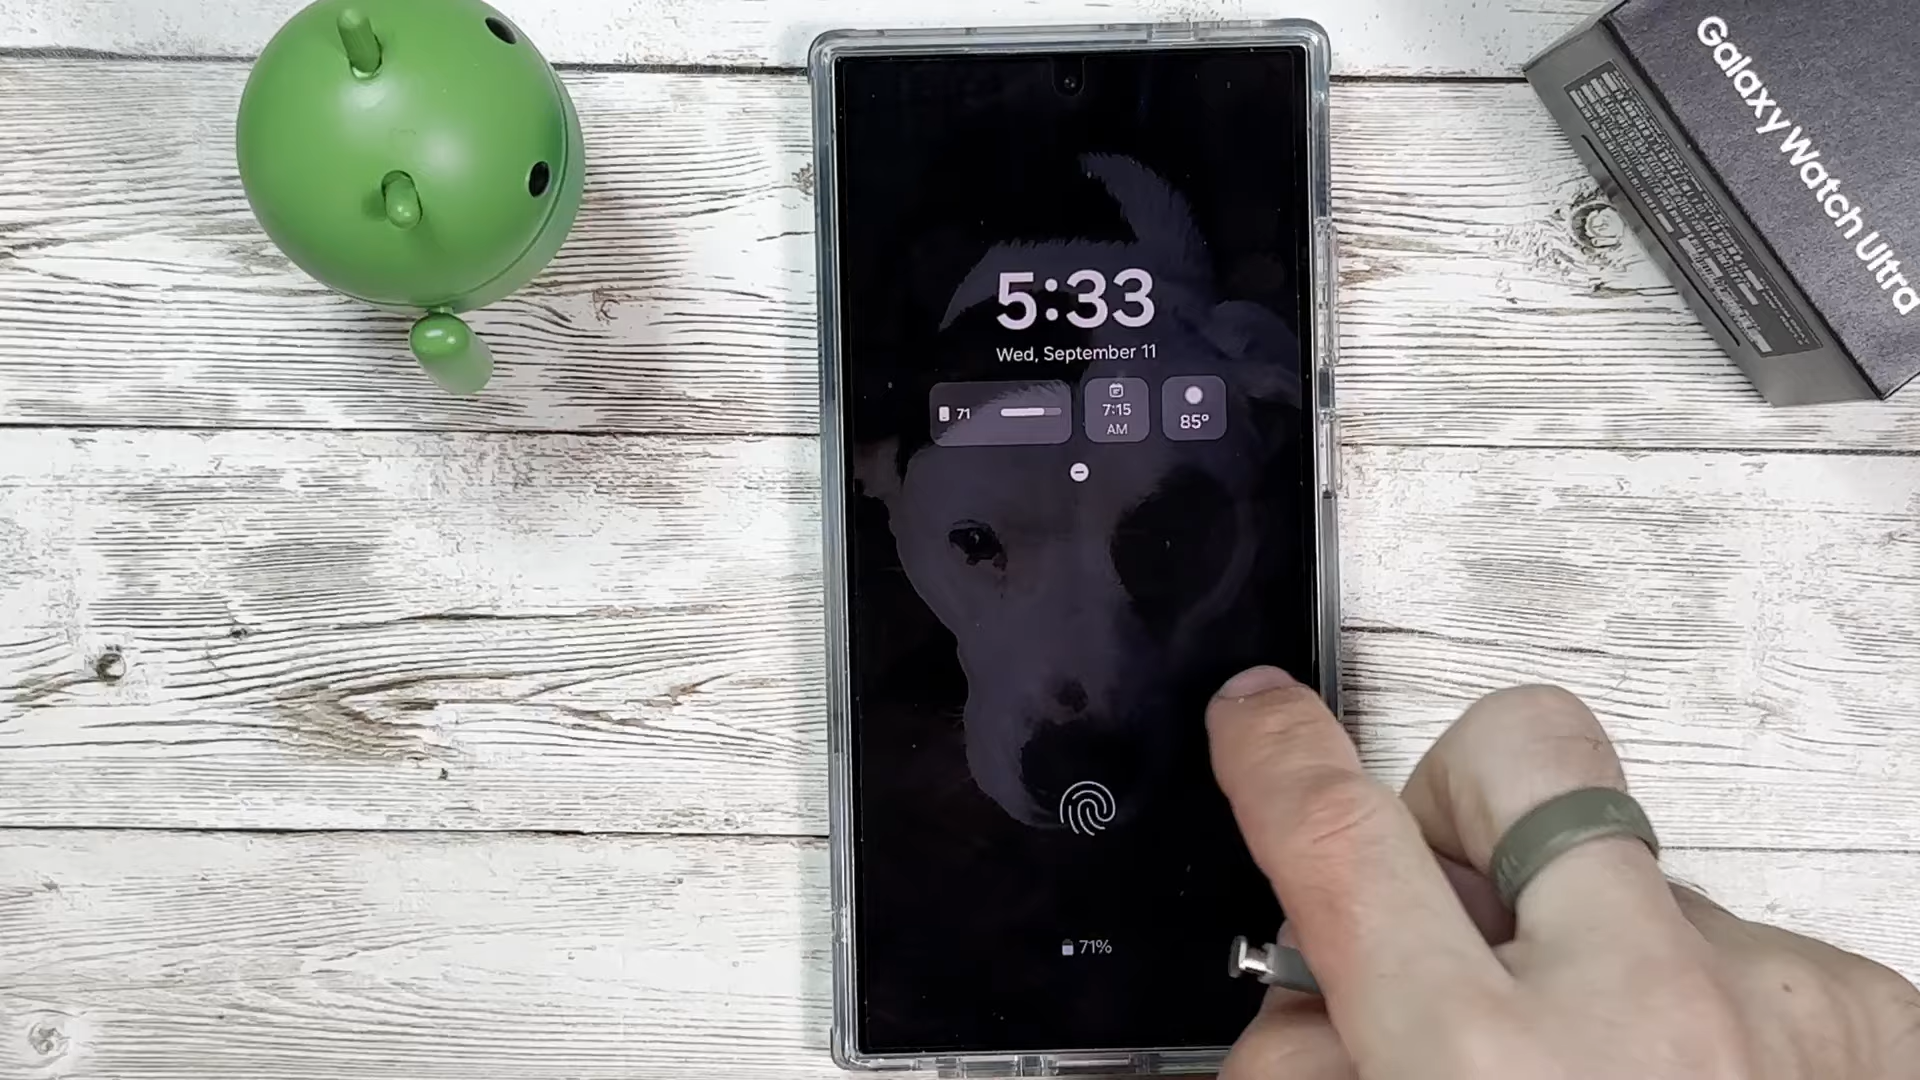 Galaxy Watch Ultra
5:33
Wed, September 11
71
7:15
AM
85°
71%